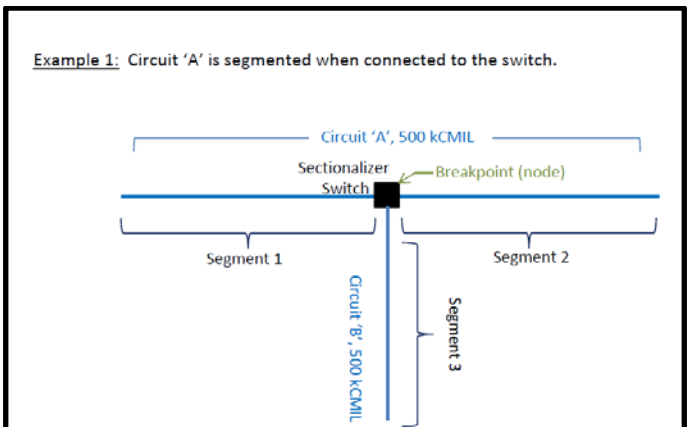 Example 1: Circuit ‘A’ is segmented when connected to the switch.
Circuit ‘A’, 500 kCMIL
Sectionalizer
Switch
Breakpoint (node)
Segment 1
Segment 2
Circuit ‘B’, 500 kCMIL
Segment 3